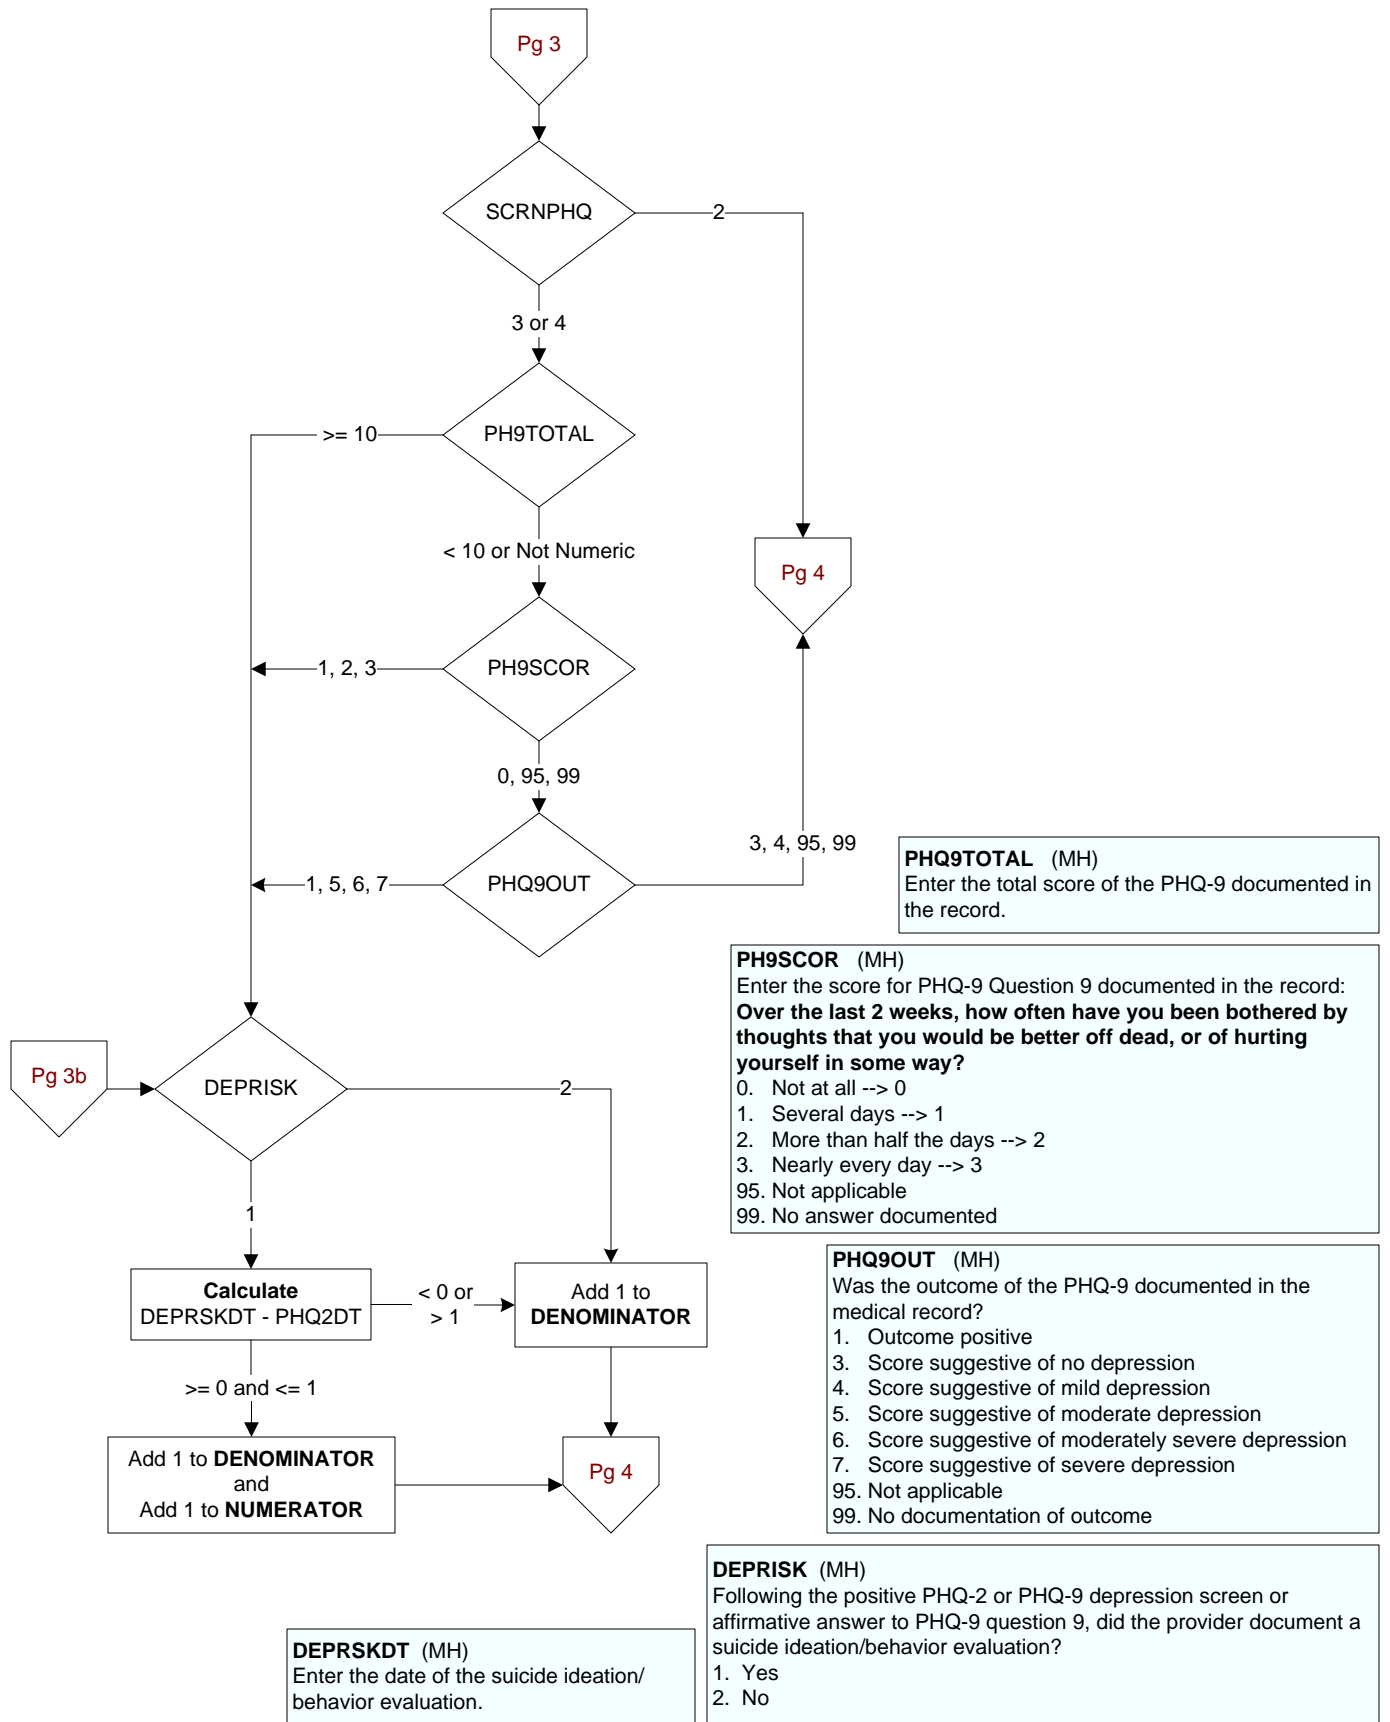 Pg 3
SCRNPHQ
2
3 or 4
PH9TOTAL
>= 10
< 10 or Not Numeric
Pg 4
PH9SCOR
1, 2, 3
0, 95, 99
3, 4, 95, 99
PHQ9OUT
1, 5, 6, 7
PHQ9TOTAL (MH)
Enter the total score of the PHQ-9 documented in
the record.
PH9SCOR (MH)
Enter the score for PHQ-9 Question 9 documented in the record:
Over the last 2 weeks, how often have you been bothered by
thoughts that you would be better off dead, or of hurting
yourself in some way?
0. Not at all --> 0
1. Several days --> 1
2. More than half the days --> 2
3. Nearly every day --> 3
95. Not applicable
99. No answer documented
Pg 3b
DEPRISK
2
1
Calculate
DEPRSKDT - PHQ2DT
< 0 or
> 1
Add 1 to
DENOMINATOR
>= 0 and <= 1
Add 1 to DENOMINATOR
and
Add 1 to NUMERATOR
Pg 4
PHQ9OUT (MH)
Was the outcome of the PHQ-9 documented in the
medical record?
1. Outcome positive
3. Score suggestive of no depression
4. Score suggestive of mild depression
5. Score suggestive of moderate depression
6. Score suggestive of moderately severe depression
7. Score suggestive of severe depression
95. Not applicable
99. No documentation of outcome
DEPRISK (MH)
Following the positive PHQ-2 or PHQ-9 depression screen or
affirmative answer to PHQ-9 question 9, did the provider document a
suicide ideation/behavior evaluation?
1. Yes
2. No
DEPRSKDT (MH)
Enter the date of the suicide ideation/
behavior evaluation.